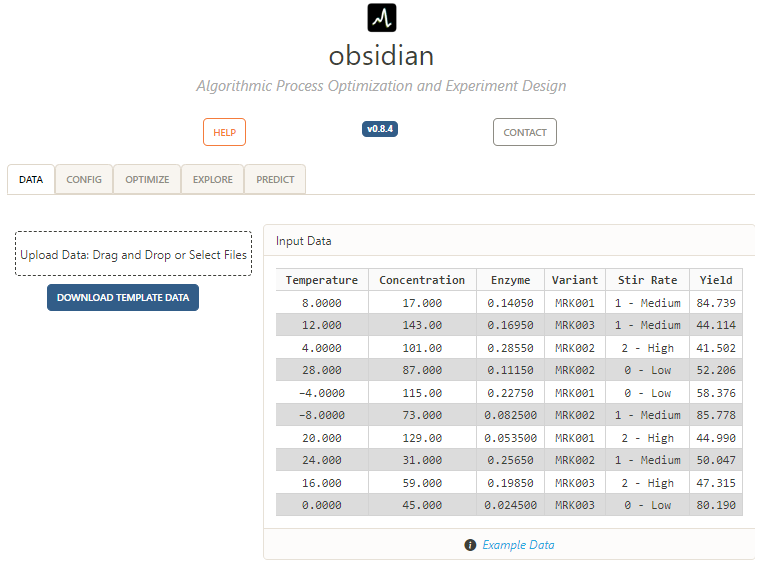 obsidian
Algorithmic Process Optimization and Experiment Design
HELP v0.8.4 CONTACT
DATA CONFIG OPTIMIZE EXPLORE PREDICT
Upload Data: Drag and Drop or Select Files
DOWNLOAD TEMPLATE DATA
Input Data
Temperature Concentration Enzyme Variant Stir Rate Yield
8.0000 17.000 0.14050 MRK001 1 - Medium 84.739
12.000 143.00 0.16950 MRK003 1 - Medium 44.114
4.0000 101.00 0.28550 MRK002 2 - High 41.502
28.000 87.000 0.11150 MRK002 0 - Low 52.206
−4.0000 115.00 0.22750 MRK001 0 - Low 58.376
−8.0000 73.000 0.082500 MRK002 1 - Medium 85.778
20.000 129.00 0.053500 MRK001 2 - High 44.990
24.000 31.000 0.25650 MRK002 1 - Medium 50.047
16.000 59.000 0.19850 MRK003 2 - High 47.315
0.0000 45.000 0.024500 MRK003 0 - Low 80.190
Example Data